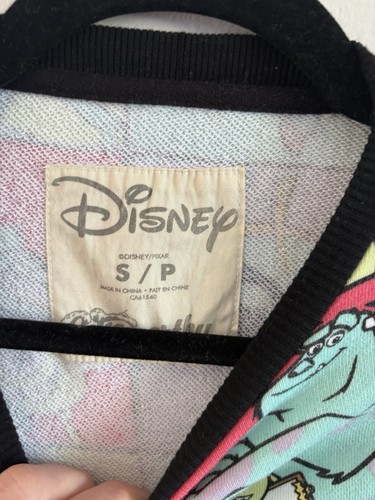 Disney
©DISNEY/PIXAR
S / P
MADE IN CHINA • FAIT EN CHINE
CA61540